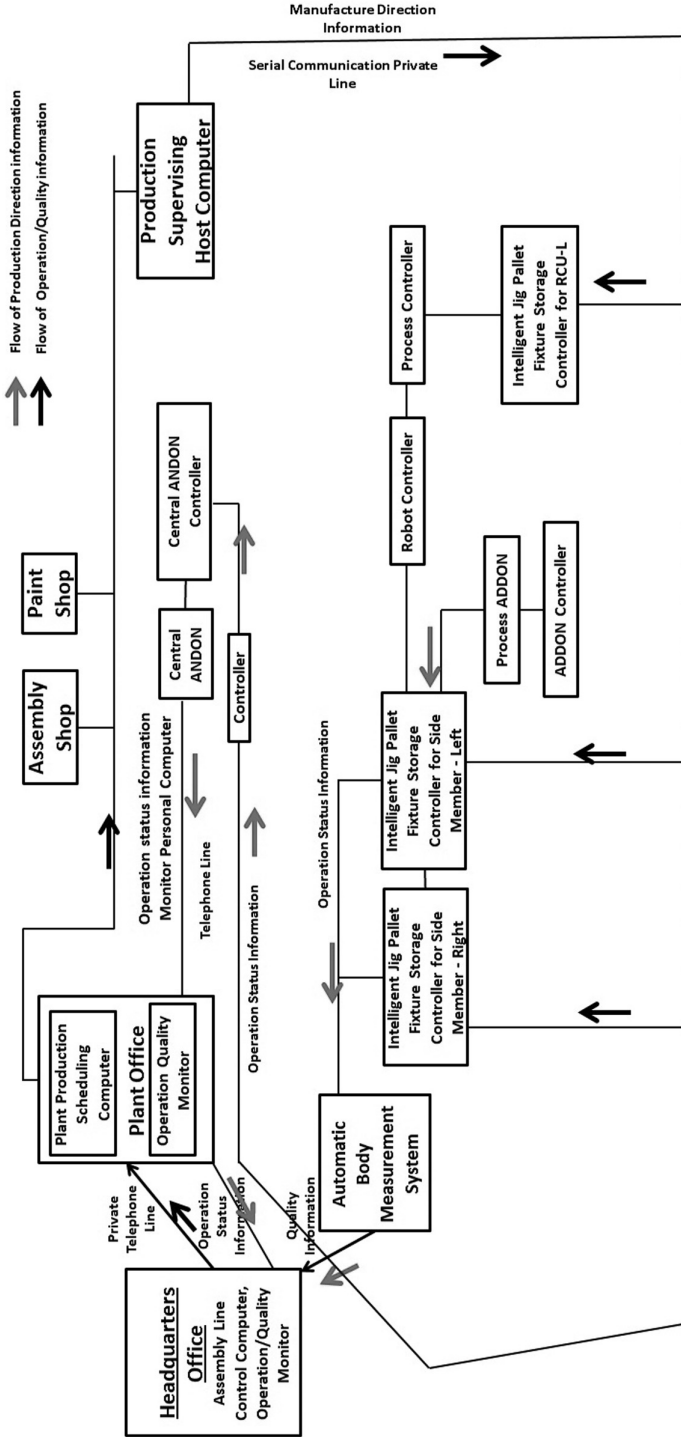 Flow of Production Direction information
Flow of Operation/Quality information
Manufacture Direction
Information
Serial Communication Private
Line
Production
Supervising
Host Computer
Paint
Shop
Assembly
Shop
Central ANDON
Controller
Central
ANDON
Controller
Operation status information
Monitor Personal Computer
Telephone Line
Operation Status Information
Plant Production
Scheduling
Computer
Plant Office
Operation Quality
Monitor
Private
Telephone
Line
Operation
Status
Information
Quality
Information
Headquarters
Office
Assembly Line
Control Computer,
Operation/Quality
Monitor
Automatic
Body
Measurement
System
Operation Status Information
Intelligent Jig Pallet
Fixture Storage
Controller for Side
Member - Right
Intelligent Jig Pallet
Fixture Storage
Controller for Side
Member - Left
Robot Controller
Process Controller
Process ADDON
ADDON Controller
Intelligent Jig Pallet
Fixture Storage
Controller for RCU-L